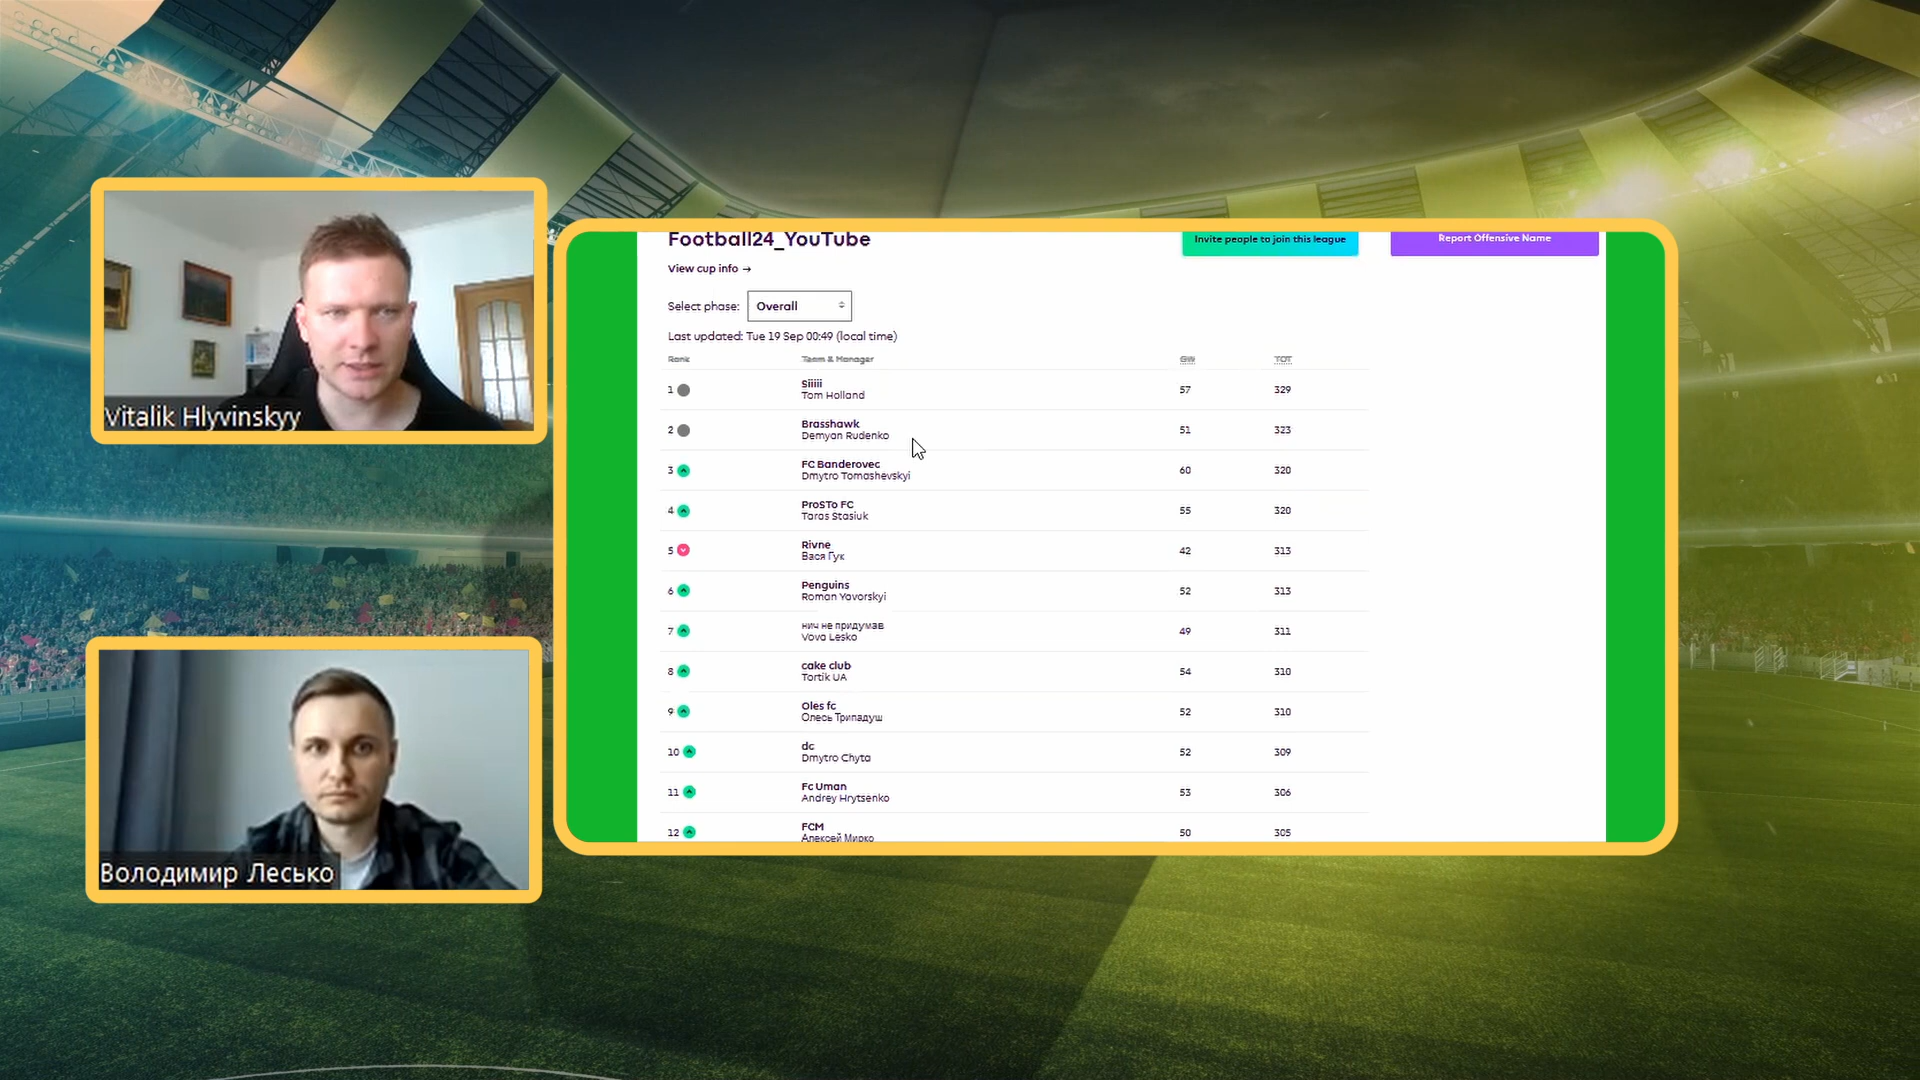 Vitalik Hlyvinskyy
Володимир Лесько
Football24_YouTube
Invite people to join this league
Report Offensive Name
View cup info →
Select phase: Overall
Last updated: Tue 19 Sep 00:49 (local time)
Rank Team & Manager GW TOT
1 Siiiii 57 329
Tom Holland
2 Brasshawk 51 323
Demyan Rudenko
3 FC Banderovec 60 320
Dmytro Tomashevskyi
4 ProSTo FC 55 320
Taras Stasiuk
5 Rivne 42 313
Вася Гук
6 Penguins 52 313
Roman Yavorskyi
7 нич не придумав 49 311
Vova Lesko
8 cake club 54 310
Tortik UA
9 Oles fc 52 310
Олесь Трипадуш
10 dc 52 309
Dmytro Chyta
11 Fc Uman 53 306
Andrey Hrytsenko
12 FCM 50 305
Алексей Мирко